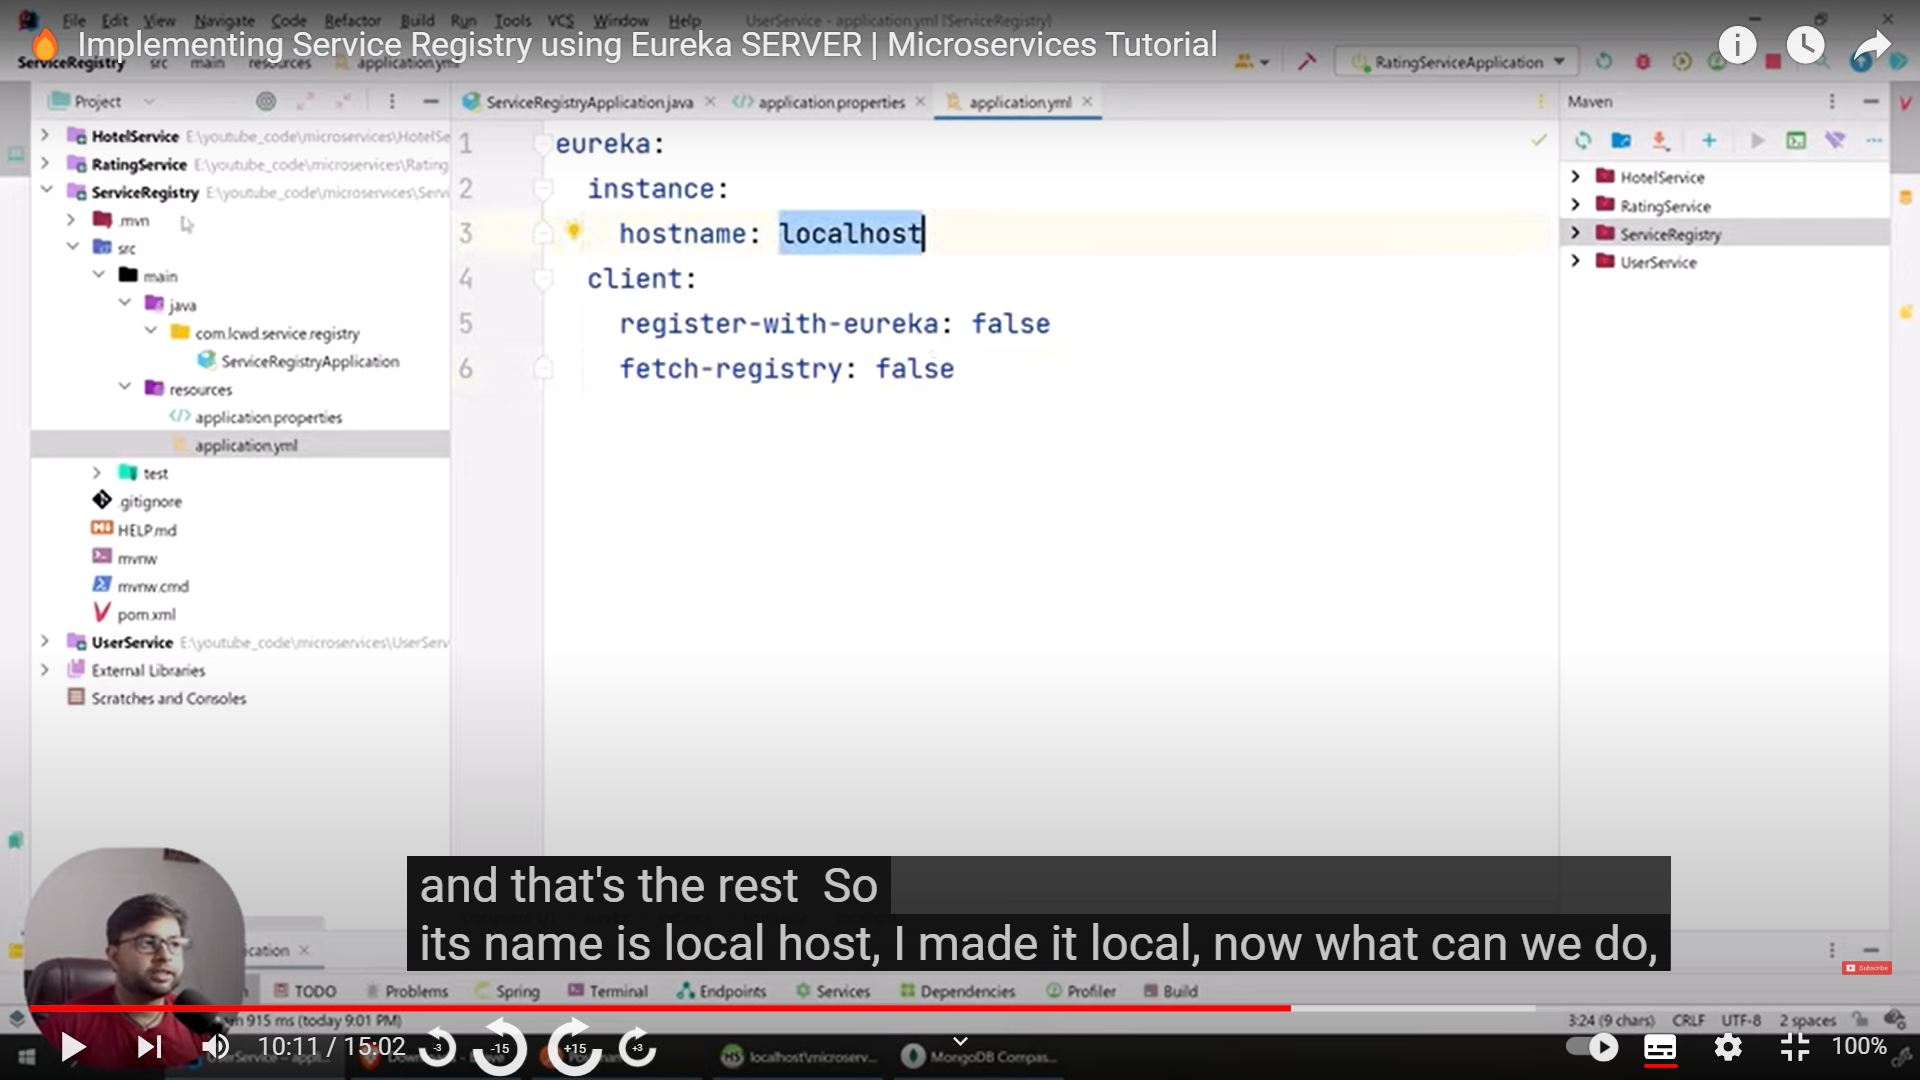 File Edit View Navigate Code Refactor Build Run Tools VCS Window Help UserService - application.yml [ServiceRegistry]
🔥 Implementing Service Registry using Eureka SERVER | Microservices Tutorial
ServiceRegistry src main resources application.yml RatingServiceApplication
Project
ServiceRegistryApplication.java application.properties application.yml
Maven
HotelService E:\youtube_code\microservices\HotelSe
RatingService E:\youtube_code\microservices\Rating
ServiceRegistry E:\youtube_code\microservices\Servi
.mvn
src
main
java
com.lcwd.service.registry
ServiceRegistryApplication
resources
application.properties
application.yml
test
.gitignore
HELP.md
mvnw
mvnw.cmd
pom.xml
UserService E:\youtube_code\microservices\UserServ
External Libraries
Scratches and Consoles
1 eureka:
2 instance:
3 hostname: localhost
4 client:
5 register-with-eureka: false
6 fetch-registry: false
HotelService
RatingService
ServiceRegistry
UserService
and that's the rest So
its name is local host, I made it local, now what can we do,
Subscribe
TODO Problems Spring Terminal Endpoints Services Dependencies Profiler Build
915 ms (today 9:01 PM)
3:24 (9 chars) CRLF UTF-8 2 spaces
10:11 / 15:02 -3 -15 +15 +3
localhost\microserv...
MongoDB Compas...
100%